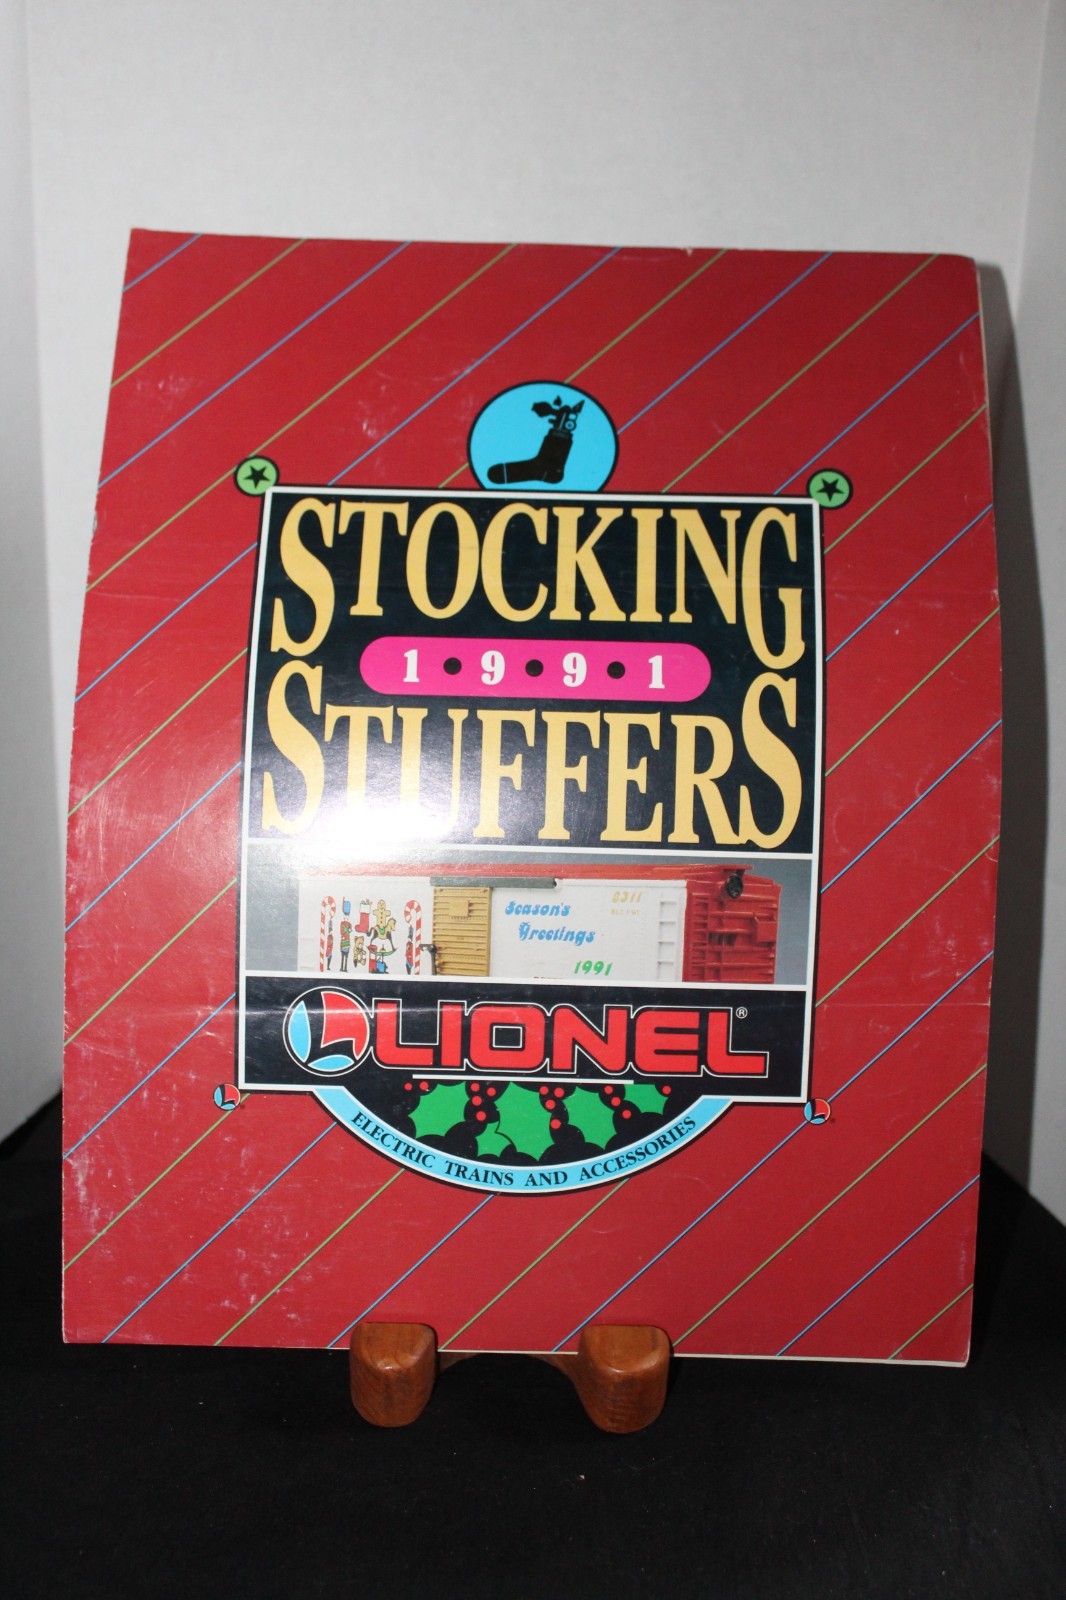 STOCKING
1•9•9•1
STUFFERS
Season's
Greetings
1991
LIONEL®
ELECTRIC TRAINS AND ACCESSORIES